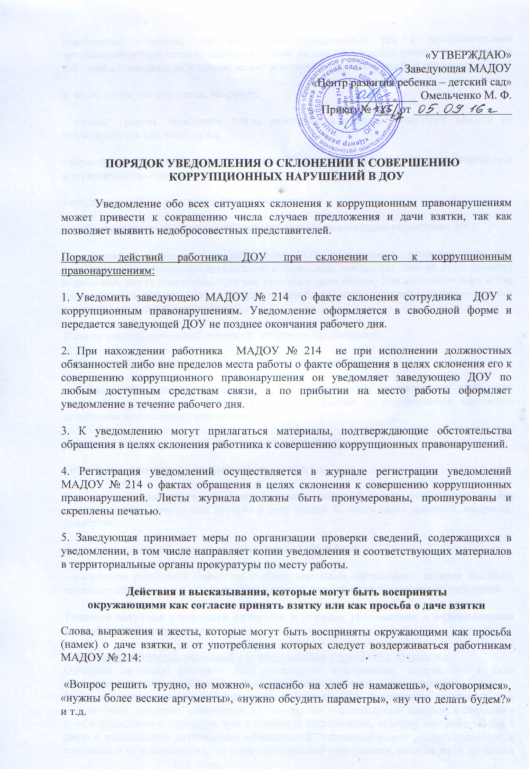 «УТВЕРЖДАЮ»
Заведующая МАДОУ
«Центр развития ребенка – детский сад»
Омельченко М. Ф.
Приказ № 185/ от 05.09.16г
ПОРЯДОК УВЕДОМЛЕНИЯ О СКЛОНЕНИИ К СОВЕРШЕНИЮ
КОРРУПЦИОННЫХ НАРУШЕНИЙ В ДОУ
Уведомление обо всех ситуациях склонения к коррупционным правонарушениям
может привести к сокращению числа случаев предложения и дачи взятки, так как
позволяет выявить недобросовестных представителей.
Порядок действий работника ДОУ при склонении его к коррупционным
правонарушениям:
1. Уведомить заведующею МАДОУ № 214 о факте склонения сотрудника ДОУ к
коррупционным правонарушениям. Уведомление оформляется в свободной форме и
передается заведующей ДОУ не позднее окончания рабочего дня.
2. При нахождении работника МАДОУ № 214 не при исполнении должностных
обязанностей либо вне пределов места работы о факте обращения в целях склонения его к
совершению коррупционного правонарушения он уведомляет заведующею ДОУ по
любым доступным средствам связи, а по прибытии на место работы оформляет
уведомление в течение рабочего дня.
3. К уведомлению могут прилагаться материалы, подтверждающие обстоятельства
обращения в целях склонения работника к совершению коррупционных правонарушений.
4. Регистрация уведомлений осуществляется в журнале регистрации уведомлений
МАДОУ № 214 о фактах обращения в целях склонения к совершению коррупционных
правонарушений. Листы журнала должны быть пронумерованы, прошнурованы и
скреплены печатью.
5. Заведующая принимает меры по организации проверки сведений, содержащихся в
уведомлении, в том числе направляет копии уведомления и соответствующих материалов
в территориальные органы прокуратуры по месту работы.
Действия и высказывания, которые могут быть восприняты
окружающими как согласие принять взятку или как просьба о даче взятки
Слова, выражения и жесты, которые могут быть восприняты окружающими как просьба
(намек) о даче взятки, и от употребления которых следует воздерживаться работникам
МАДОУ № 214:
«Вопрос решить трудно, но можно», «спасибо на хлеб не намажешь», «договоримся»,
«нужны более веские аргументы», «нужно обсудить параметры», «ну что делать будем?»
и т.д.